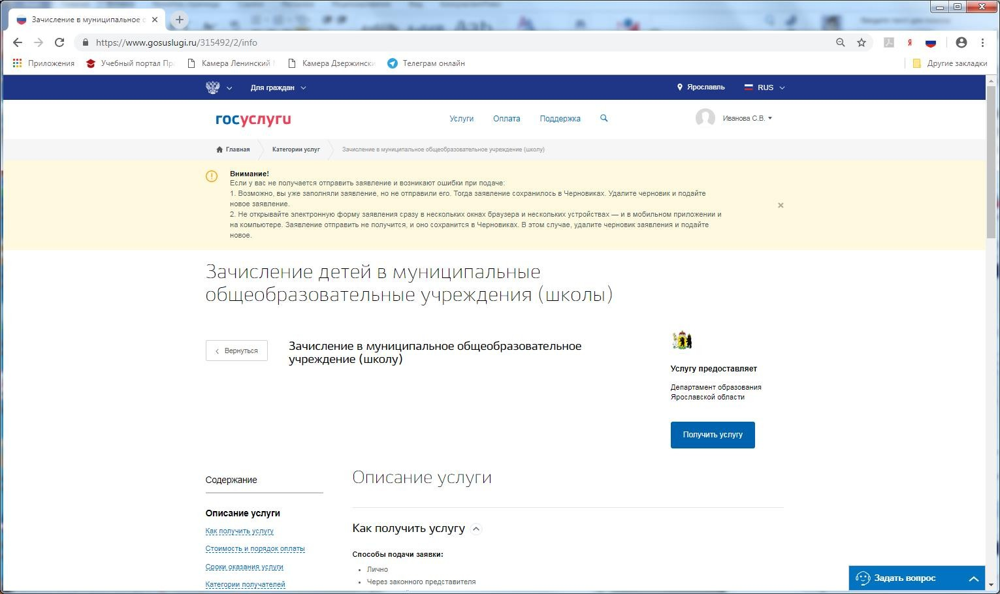 Зачисление в муниципальное с
https://www.gosuslugi.ru/315492/2/info
Приложения
Учебный портал Пра
Камера Ленинский
Камера Дзержински
Телеграм онлайн
Другие закладки
Для граждан
Ярославль
RUS
госуслуги
Услуги
Оплата
Поддержка
Иванова С.В.
Главная
Категории услуг
Зачисление в муниципальное общеобразовательное учреждение (школу)
Внимание!
Если у вас не получается отправить заявление и возникают ошибки при подаче:
1. Возможно, вы уже заполняли заявление, но не отправили его. Тогда заявление сохранилось в Черновиках. Удалите черновик и подайте
новое заявление.
2. Не открывайте электронную форму заявления сразу в нескольких окнах браузера и нескольких устройствах — и в мобильном приложении и
на компьютере. Заявление отправить не получится, и оно сохранится в Черновиках. В этом случае, удалите черновик заявления и подайте
новое.
Зачисление детей в муниципальные
общеобразовательные учреждения (школы)
Вернуться
Зачисление в муниципальное общеобразовательное
учреждение (школу)
Услугу предоставляет
Департамент образования
Ярославской области
Получить услугу
Содержание
Описание услуги
Как получить услугу
Стоимость и порядок оплаты
Сроки оказания услуги
Категории получателей
Описание услуги
Как получить услугу
Способы подачи заявки:
• Лично
• Через законного представителя
Задать вопрос